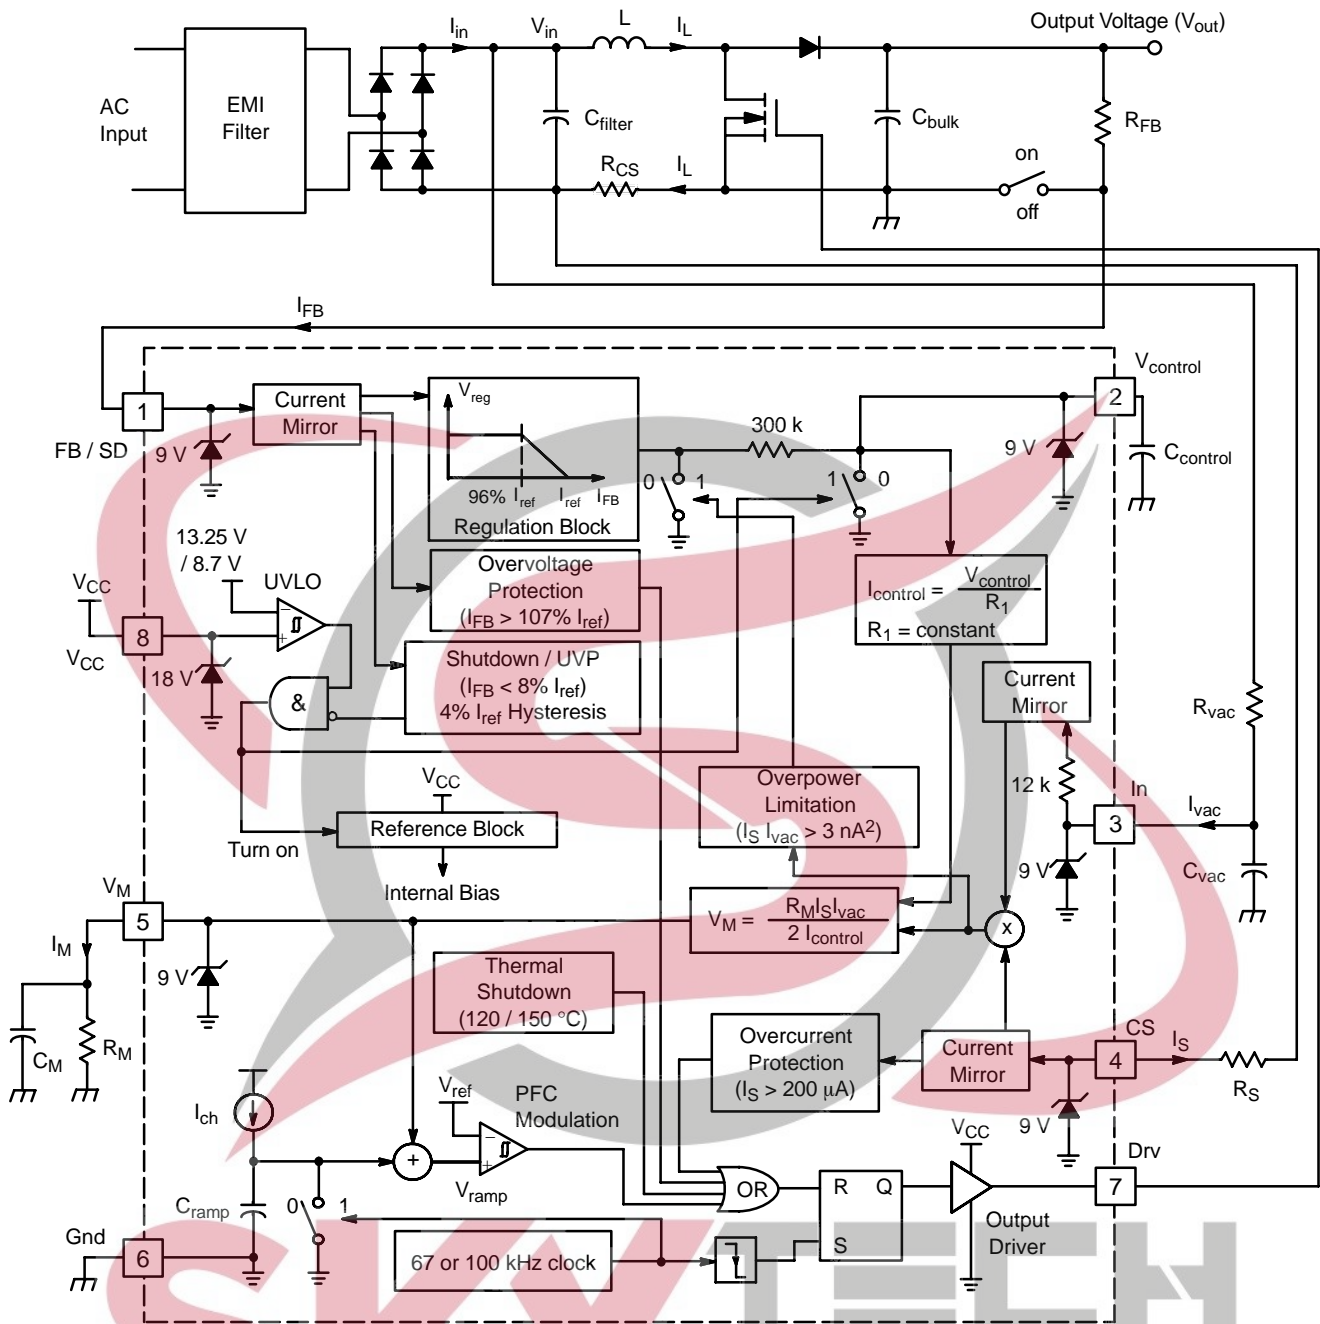 Output Voltage (Vout)
Iin
Vin
L
IL
AC
Input
EMI
Filter
Cfilter
Cbulk
RFB
RCS
IL
on
off
IFB
Vcontrol
1
FB / SD
9 V
Current
Mirror
Vreg
96% Iref
Iref
IFB
Regulation Block
300 k
0
1
1
0
9 V
2
Ccontrol
13.25 V
/ 8.7 V
UVLO
VCC
8
VCC
18 V
−
+
&
Overvoltage
Protection
(IFB > 107% Iref)
Shutdown / UVP
(IFB < 8% Iref)
4% Iref Hysteresis
Icontrol = Vcontrol
R1
R1 = constant
Current
Mirror
Rvac
12 k
In
3
Ivac
9 V
Cvac
VCC
Reference Block
Turn on
Internal Bias
Overpower
Limitation
(IS Ivac > 3 nA2)
VM
5
IM
9 V
CM
RM
VM = RMISIvac
2 Icontrol
x
Thermal
Shutdown
(120 / 150 °C)
Overcurrent
Protection
(IS > 200 µA)
Current
Mirror
CS
4
IS
RS
9 V
Ich
Vref
PFC
Modulation
−
+
+
Vramp
OR
R
Q
S
VCC
Output
Driver
Drv
7
Cramp
0
1
Gnd
6
67 or 100 kHz clock
SKYTECH